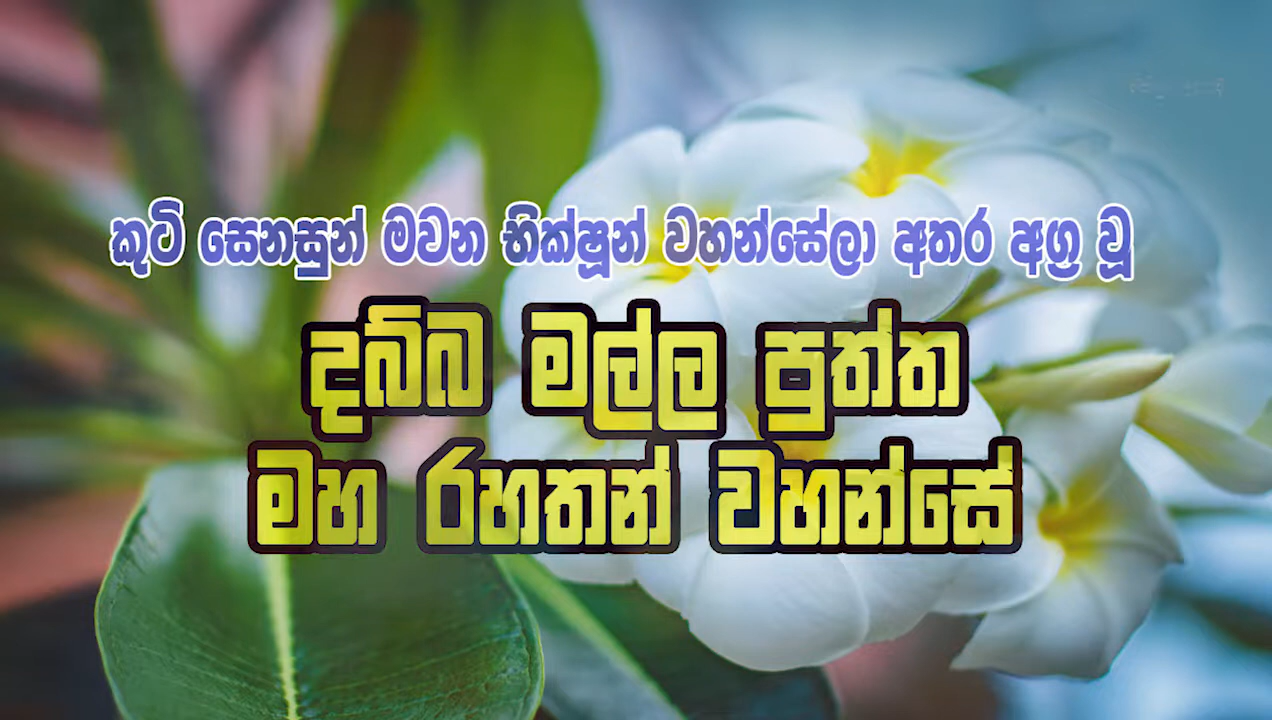 කුටි සෙනසුන් මවන භික්ෂූන් වහන්සේලා අතර අග්‍ර වූ
දබ්බ මල්ල පුත්ත
මහ රහතන් වහන්සේ